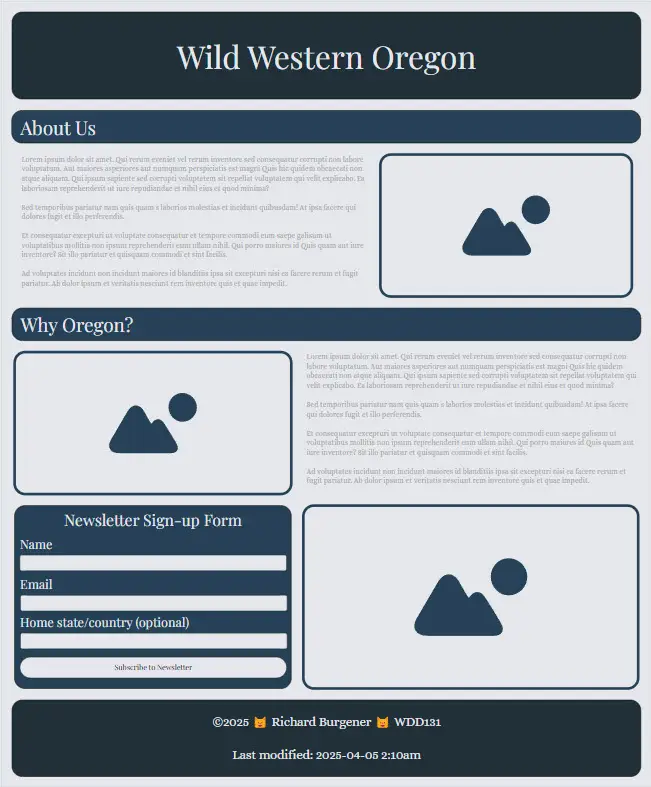 Wild Western Oregon
About Us
Lorem ipsum dolor sit amet. Qui rerum eveniet vel rerum inventore sed consequatur corrupti non labore
voluptatum. Aut maiores asperiores aut numquam perspiciatis est magni Quis hic quidem obcaecati non
atque aliquam. Qui ipsum sapiente sed corrupti voluptatem sit repellat voluptatum qui velit explicabo. Ex
laboriosam reprehenderit ut iure repudiandae et nihil eius et quod minima!
Sed temporibus pariatur nam quis quam s laborios molestias et incidunt quibusdam! At ipsa facere qui
dolores fugit et illo perferendis.
Et consequatur excepturi ut voluptate consequatur et tempore commodi eum saepe galisum ut
voluptatibus mollitia non ipsum reprehenderit eum ullam nihil. Qui porro maiores id Quis quam aut iure
inventore? Sit illo pariatur et quisquam commodi et sint facilis.
Ad voluptates incidunt non incidunt maiores id blanditiis ipsa sit excepturi nisi ea facere rerum et fugit
pariatur. Ab dolor ipsum et veritatis nesciunt rem inventore quis et quae impedit.
Why Oregon?
Lorem ipsum dolor sit amet. Qui rerum eveniet vel rerum inventore sed consequatur corrupti non
labore voluptatum. Aut maiores asperiores aut numquam perspiciatis est magni Quis hic quidem
obcaecati non atque aliquam. Qui ipsum sapiente sed corrupti voluptatem sit repellat voluptatum qui
velit explicabo. Ex laboriosam reprehenderit ut iure repudiandae et nihil eius et quod minima!
Sed temporibus pariatur nam quis quam s laborios molestias et incidunt quibusdam! At ipsa facere
qui dolores fugit et illo perferendis.
Et consequatur excepturi ut voluptate consequatur et tempore commodi eum saepe galisum ut
voluptatibus mollitia non ipsum reprehenderit eum ullam nihil. Qui porro maiores id Quis quam aut
iure inventore? Sit illo pariatur et quisquam commodi et sint facilis.
Ad voluptates incidunt non incidunt maiores id blanditiis ipsa sit excepturi nisi ea facere rerum et
fugit pariatur. Ab dolor ipsum et veritatis nesciunt rem inventore quis et quae impedit.
Newsletter Sign-up Form
Name
Email
Home state/country (optional)
Subscribe to Newsletter
©2025 🐱 Richard Burgener 🐱 WDD131
Last modified: 2025-04-05 2:10am